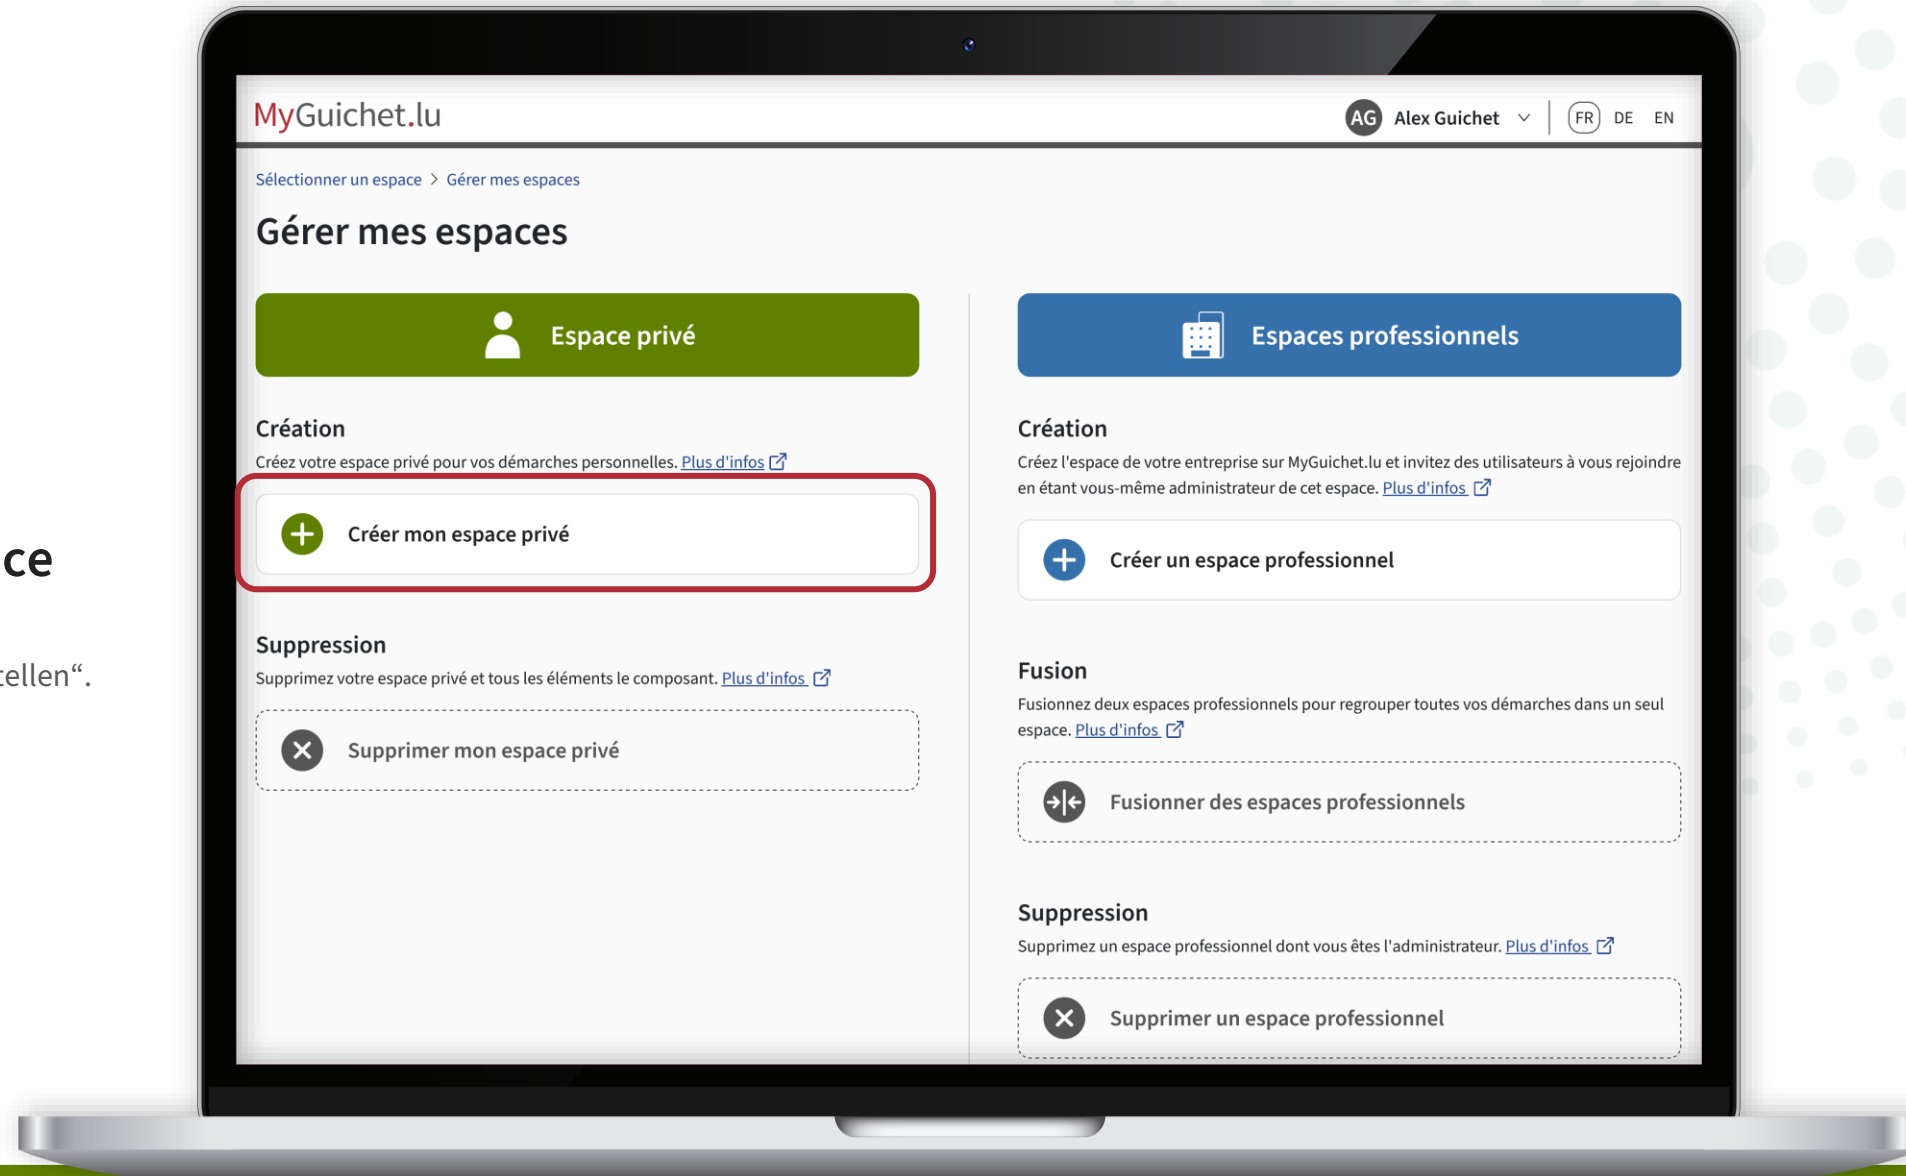 MyGuichet.lu
AG Alex Guichet FR DE EN
Sélectionner un espace > Gérer mes espaces
Gérer mes espaces
Espace privé
Création
Créez votre espace privé pour vos démarches personnelles. Plus d'infos
Créer mon espace privé
Suppression
Supprimez votre espace privé et tous les éléments le composant. Plus d'infos
Supprimer mon espace privé
Espaces professionnels
Création
Créez l'espace de votre entreprise sur MyGuichet.lu et invitez des utilisateurs à vous rejoindre
en étant vous-même administrateur de cet espace. Plus d'infos
Créer un espace professionnel
Fusion
Fusionnez deux espaces professionnels pour regrouper toutes vos démarches dans un seul
espace. Plus d'infos
Fusionner des espaces professionnels
Suppression
Supprimez un espace professionnel dont vous êtes l'administrateur. Plus d'infos
Supprimer un espace professionnel